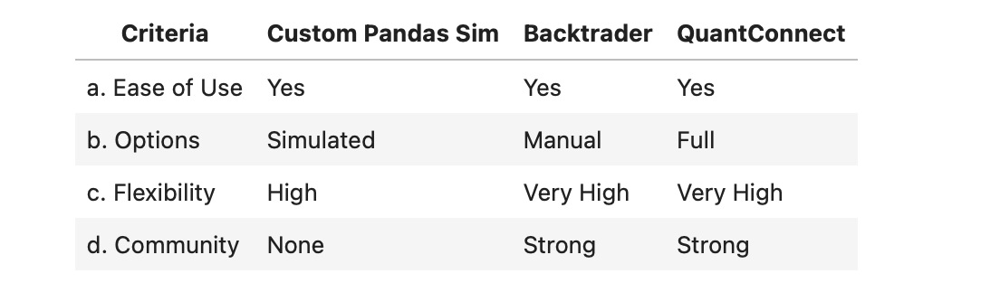 Criteria Custom Pandas Sim Backtrader QuantConnect
a. Ease of Use Yes Yes Yes
b. Options Simulated Manual Full
c. Flexibility High Very High Very High
d. Community None Strong Strong